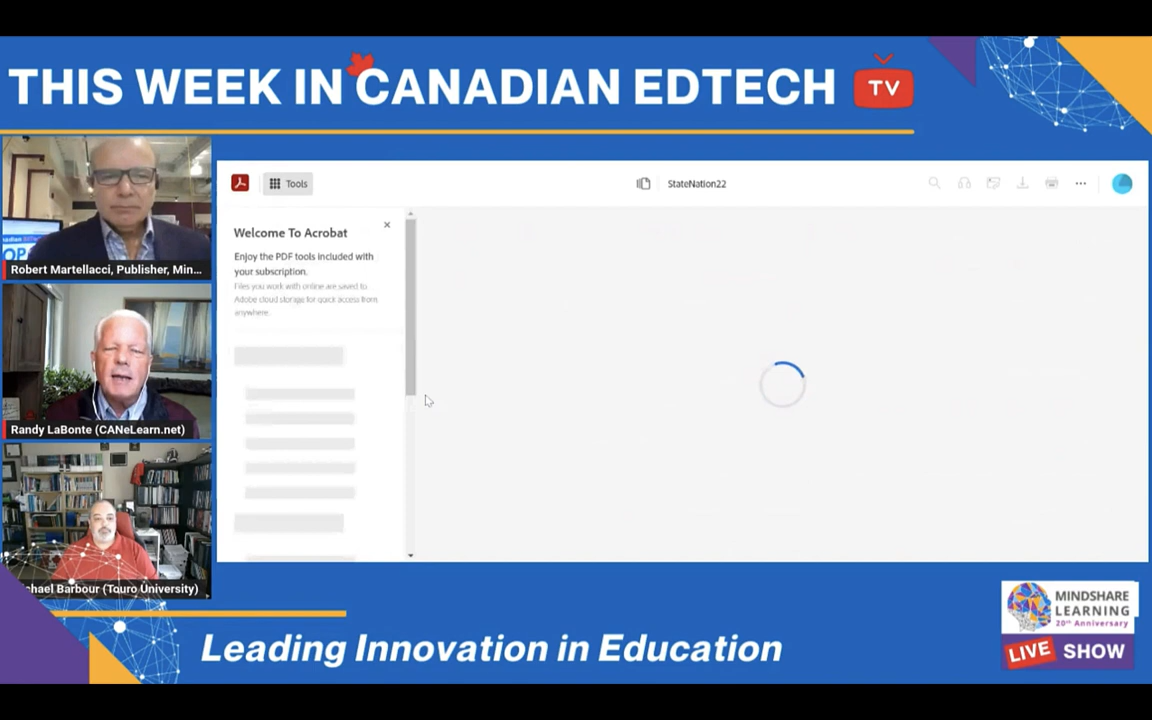 THIS WEEK IN CANADIAN EDTECH
TV
Robert Martellacci, Publisher, Min...
Randy LaBonte (CANeLearn.net)
hael Barbour (Touro University)
Tools
StateNation22
Welcome To Acrobat
Enjoy the PDF tools included with
your subscription.
Files you work with online are saved to
Adobe cloud storage for quick access from
anywhere.
Leading Innovation in Education
MINDSHARE
LEARNING
20th Anniversary
LIVE SHOW